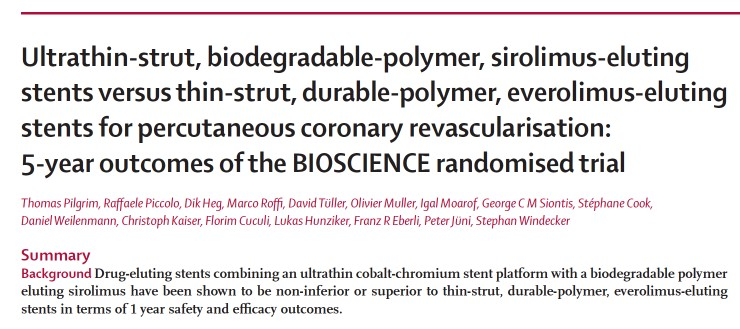 Ultrathin-strut, biodegradable-polymer, sirolimus-eluting
stents versus thin-strut, durable-polymer, everolimus-eluting
stents for percutaneous coronary revascularisation:
5-year outcomes of the BIOSCIENCE randomised trial
Thomas Pilgrim, Raffaele Piccolo, Dik Heg, Marco Roffi, David Tüller, Olivier Muller, Igal Moarof, George C M Siontis, Stéphane Cook,
Daniel Weilenmann, Christoph Kaiser, Florim Cuculi, Lukas Hunziker, Franz R Eberli, Peter Jüni, Stephan Windecker
Summary
Background Drug-eluting stents combining an ultrathin cobalt-chromium stent platform with a biodegradable polymer
eluting sirolimus have been shown to be non-inferior or superior to thin-strut, durable-polymer, everolimus-eluting
stents in terms of 1 year safety and efficacy outcomes.